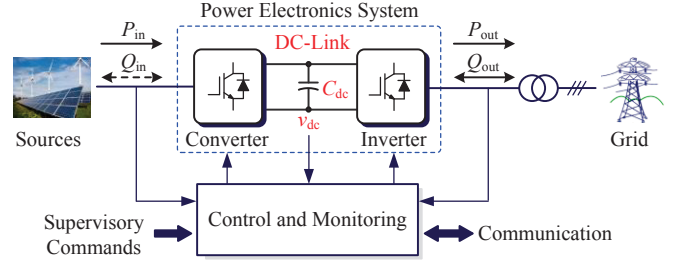 Power Electronics System
P_in
Q_in
DC-Link
C_dc
v_dc
P_out
Q_out
Sources
Converter
Inverter
Grid
Control and Monitoring
Supervisory
Commands
Communication